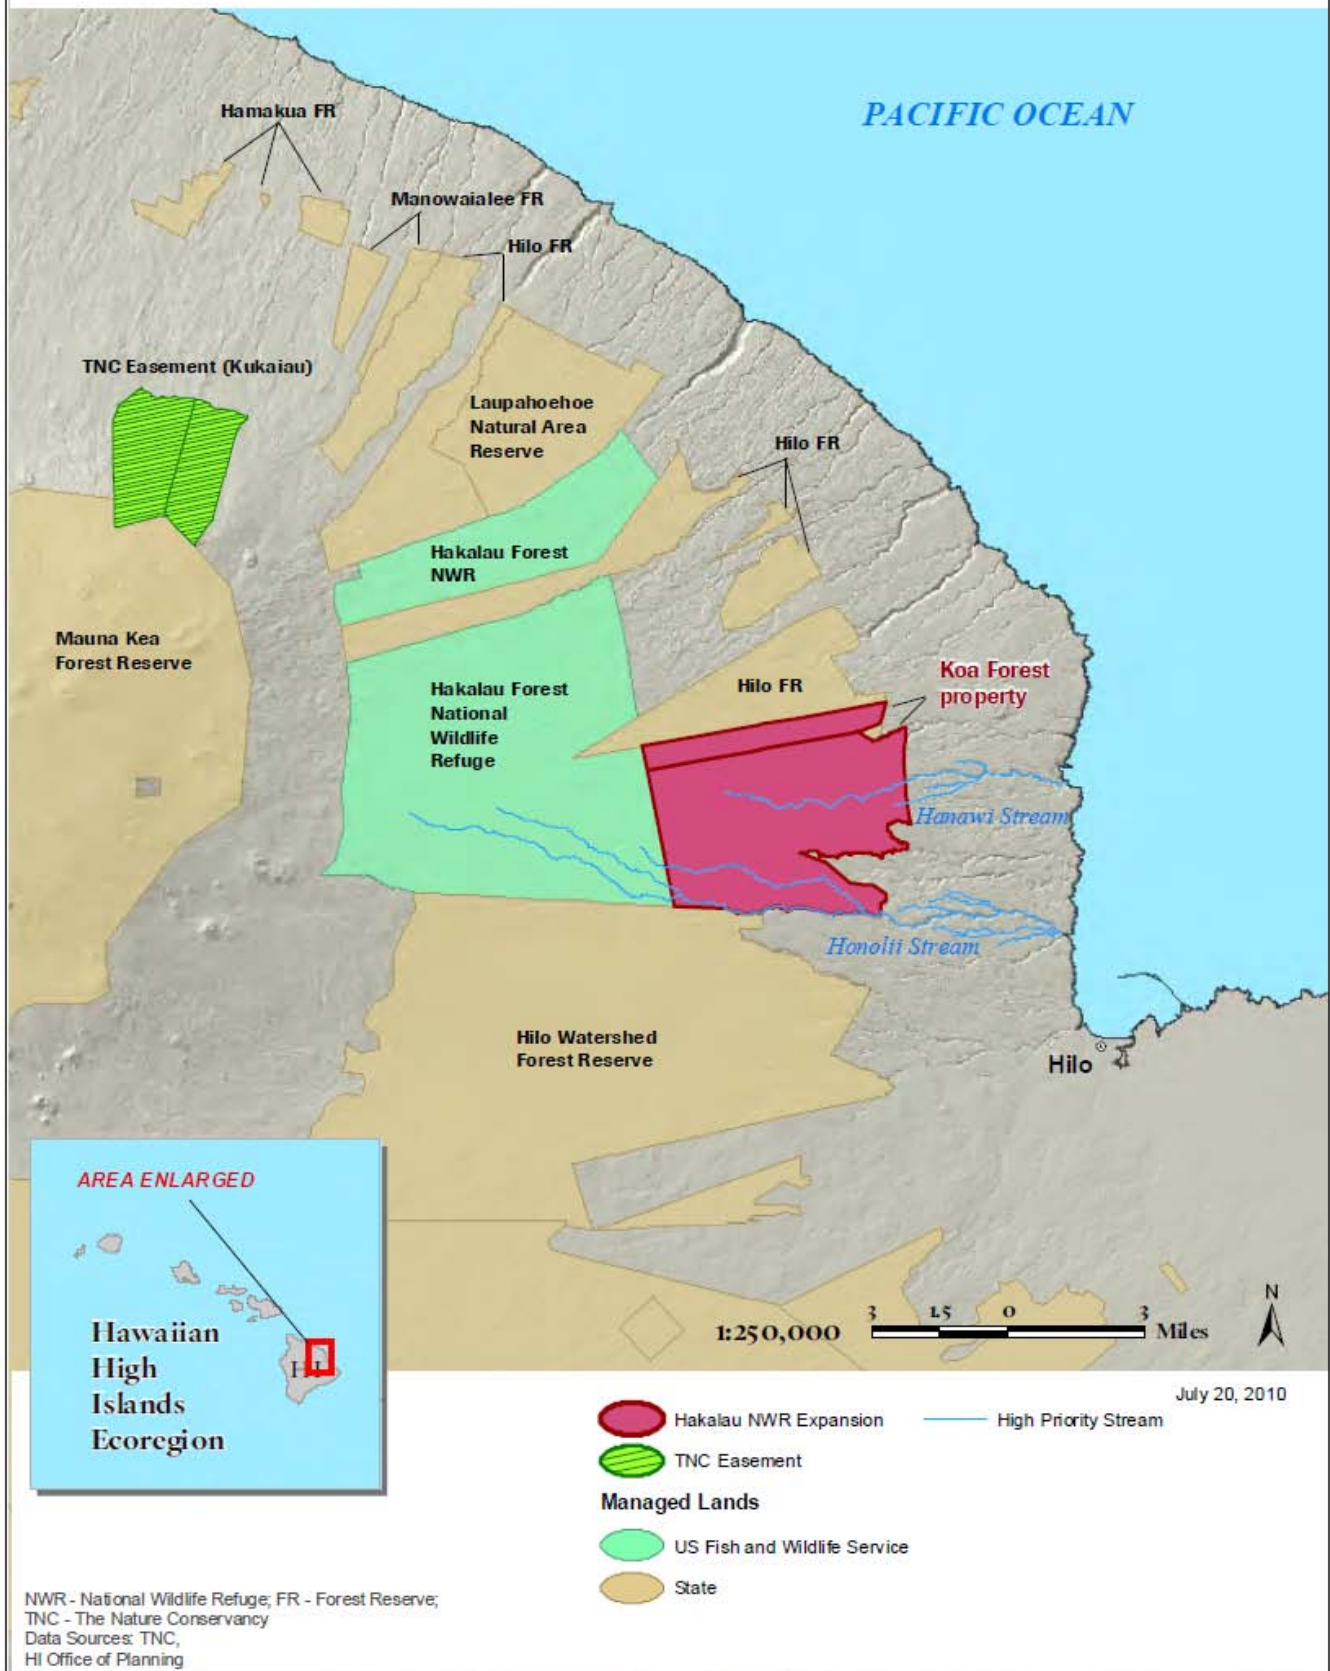 PACIFIC OCEAN
Hamakua FR
Manowaialee FR
Hilo FR
TNC Easement (Kukaiau)
Laupahoehoe
Natural Area
Reserve
Hilo FR
Hakalau Forest
NWR
Mauna Kea
Forest Reserve
Koa Forest
property
Hilo FR
Hakalau Forest
National
Wildlife
Refuge
Hanawi Stream
Honolii Stream
Hilo Watershed
Forest Reserve
Hilo
AREA ENLARGED
HI
Hawaiian
High
Islands
Ecoregion
N
3 1.5 0 3
1:250,000 Miles
July 20, 2010
Hakalau NWR Expansion High Priority Stream
TNC Easement
Managed Lands
US Fish and Wildlife Service
State
NWR - National Wildlife Refuge; FR - Forest Reserve;
TNC - The Nature Conservancy
Data Sources: TNC,
HI Office of Planning